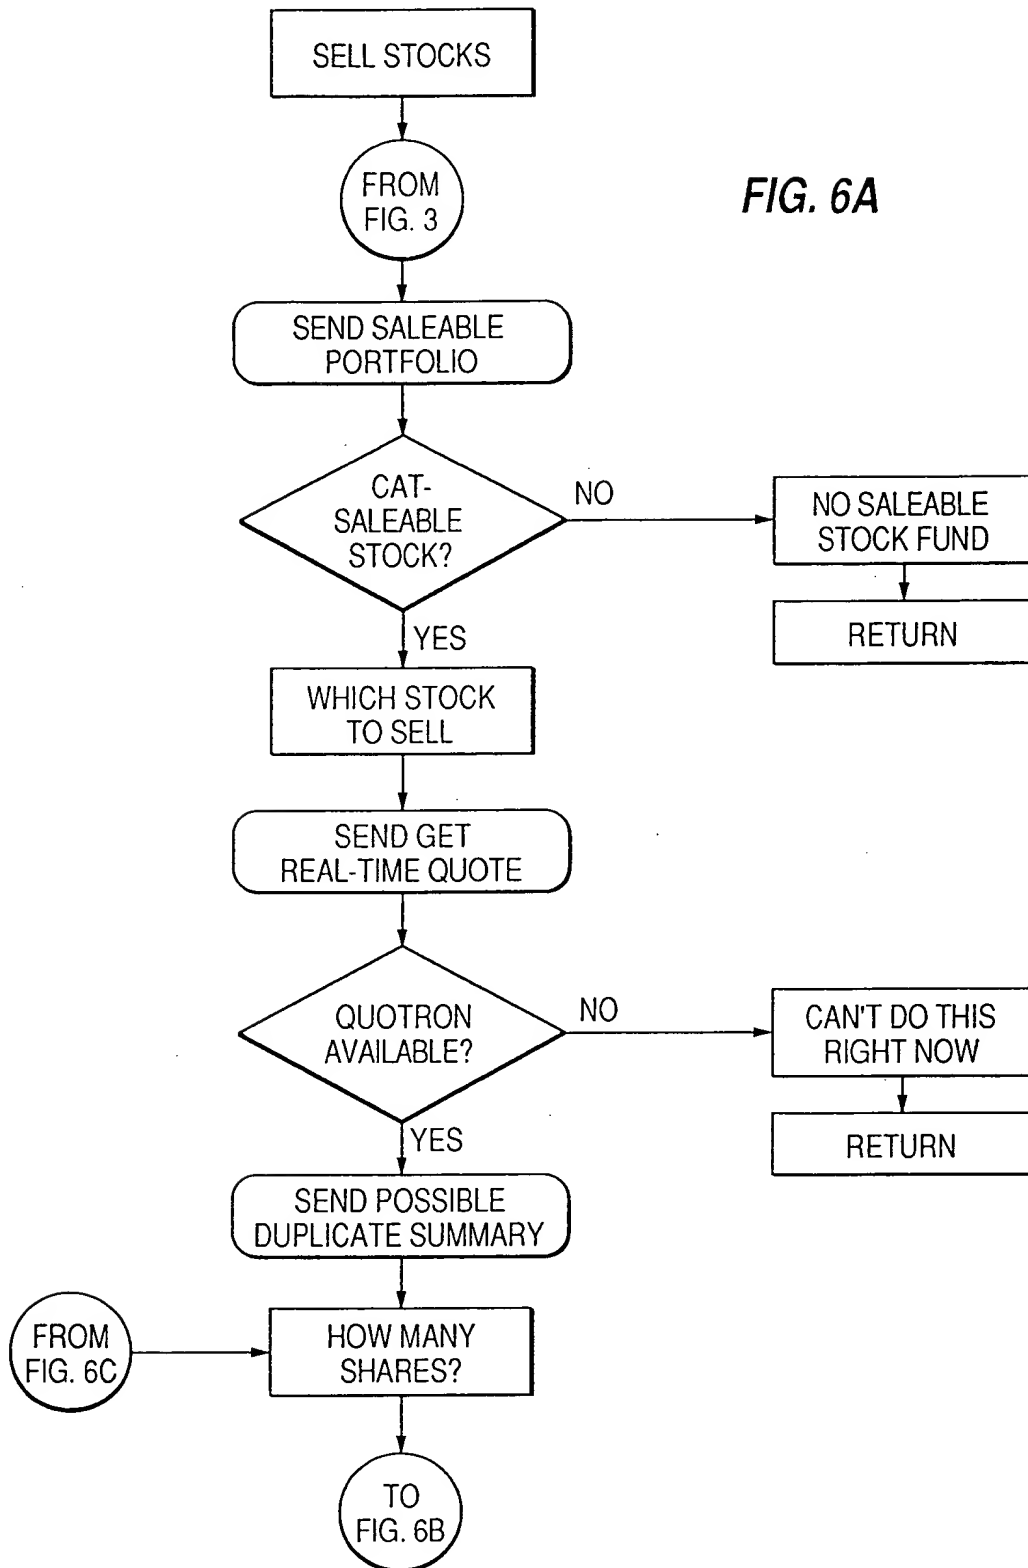 SELL STOCKS
FROM
FIG. 3
FIG. 6A
SEND SALEABLE
PORTFOLIO
CAT-
SALEABLE
STOCK?
NO
NO SALEABLE
STOCK FUND
RETURN
YES
WHICH STOCK
TO SELL
SEND GET
REAL-TIME QUOTE
QUOTRON
AVAILABLE?
NO
CAN'T DO THIS
RIGHT NOW
RETURN
YES
SEND POSSIBLE
DUPLICATE SUMMARY
FROM
FIG. 6C
HOW MANY
SHARES?
TO
FIG. 6B